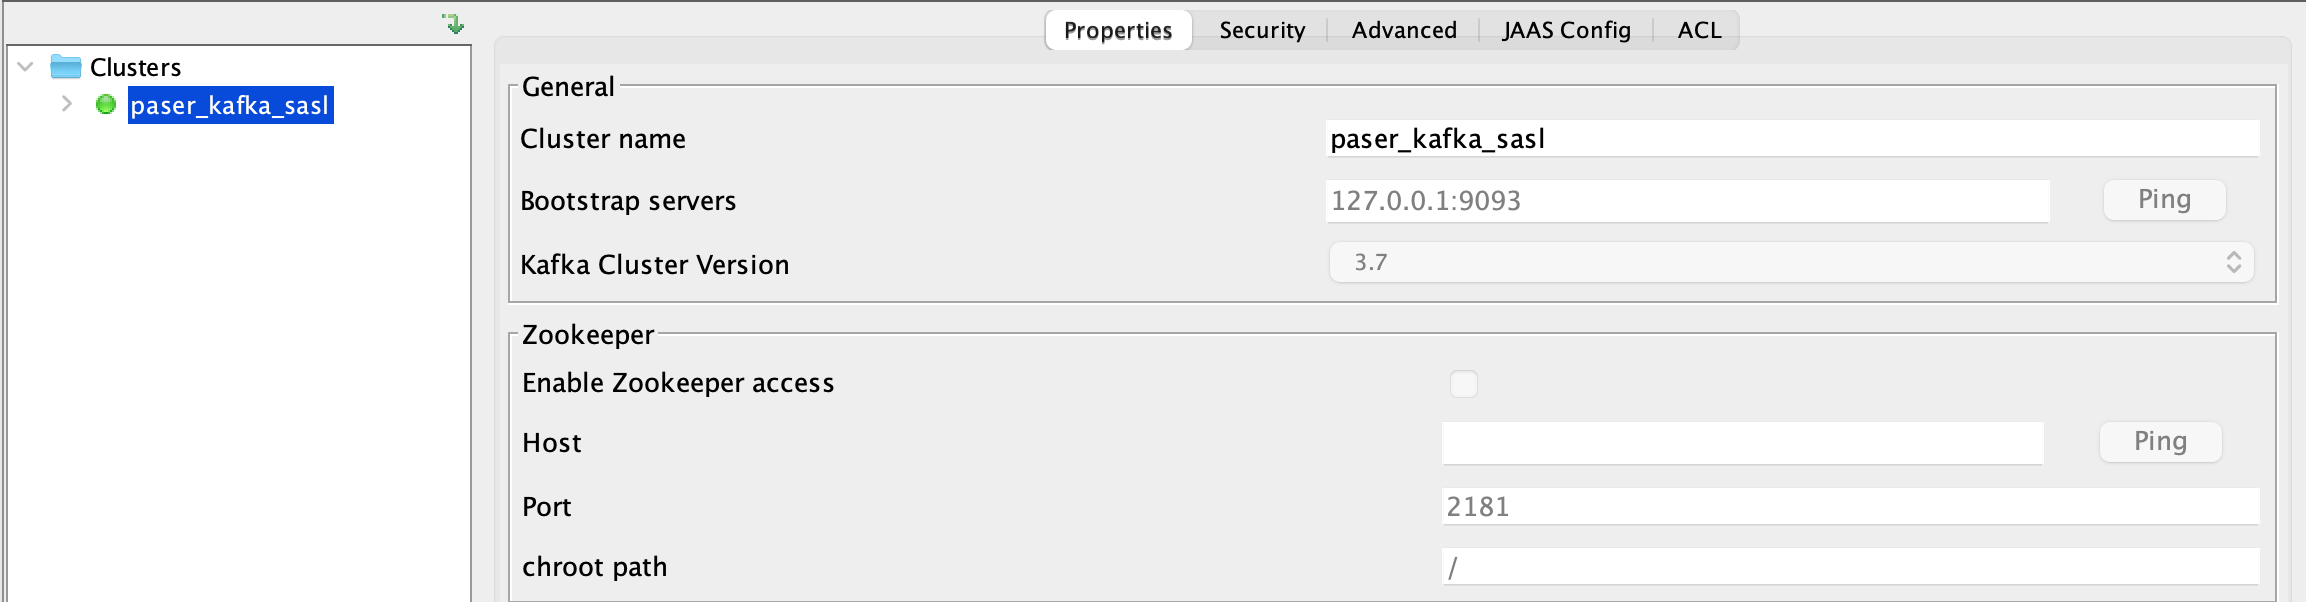 Clusters
paser_kafka_sasl
Properties Security Advanced JAAS Config ACL
General
Cluster name paser_kafka_sasl
Bootstrap servers 127.0.0.1:9093 Ping
Kafka Cluster Version 3.7
Zookeeper
Enable Zookeeper access
Host Ping
Port 2181
chroot path /